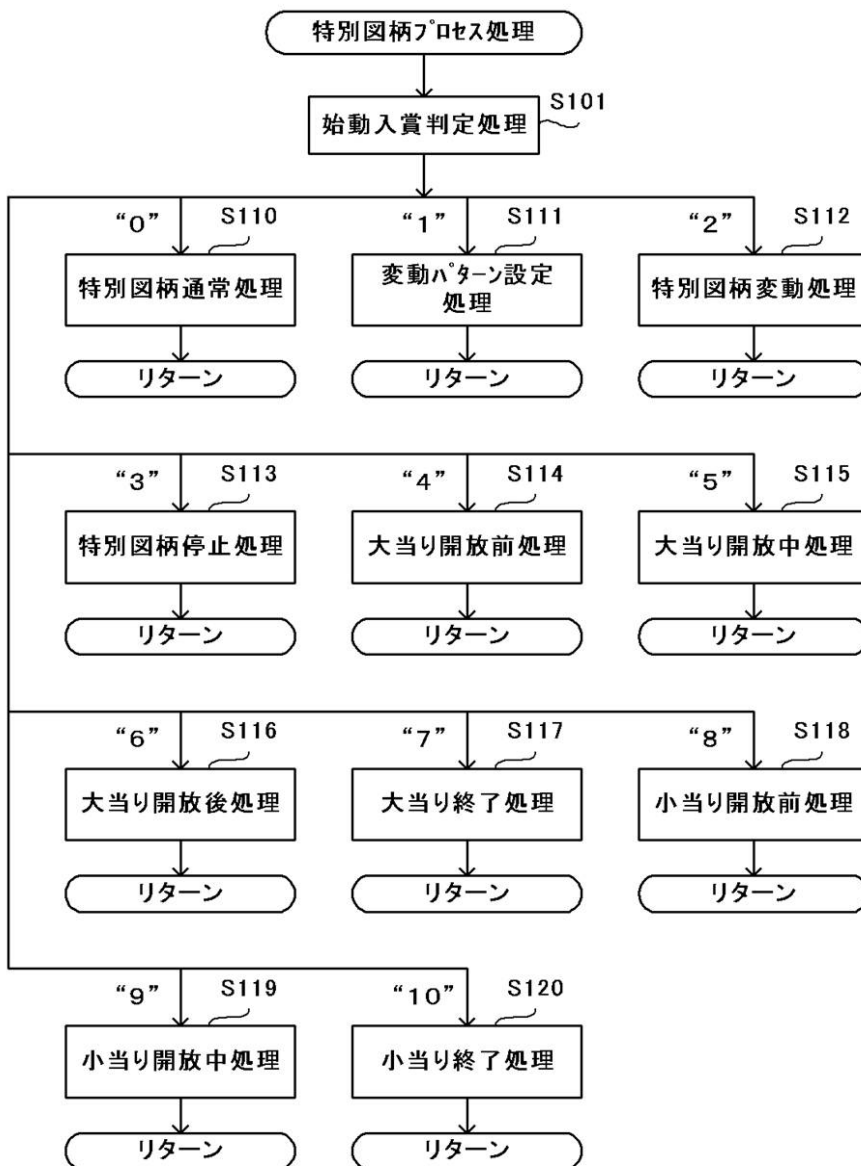 特別図柄プロセス処理
S101
始動入賞判定処理
“0”
S110
“1”
S111
“2”
S112
特別図柄通常処理
変動パターン設定
処理
特別図柄変動処理
リターン
リターン
リターン
“3”
S113
“4”
S114
“5”
S115
特別図柄停止処理
大当り開放前処理
大当り開放中処理
リターン
リターン
リターン
“6”
S116
“7”
S117
“8”
S118
大当り開放後処理
大当り終了処理
小当り開放前処理
リターン
リターン
リターン
“9”
S119
“10”
S120
小当り開放中処理
小当り終了処理
リターン
リターン